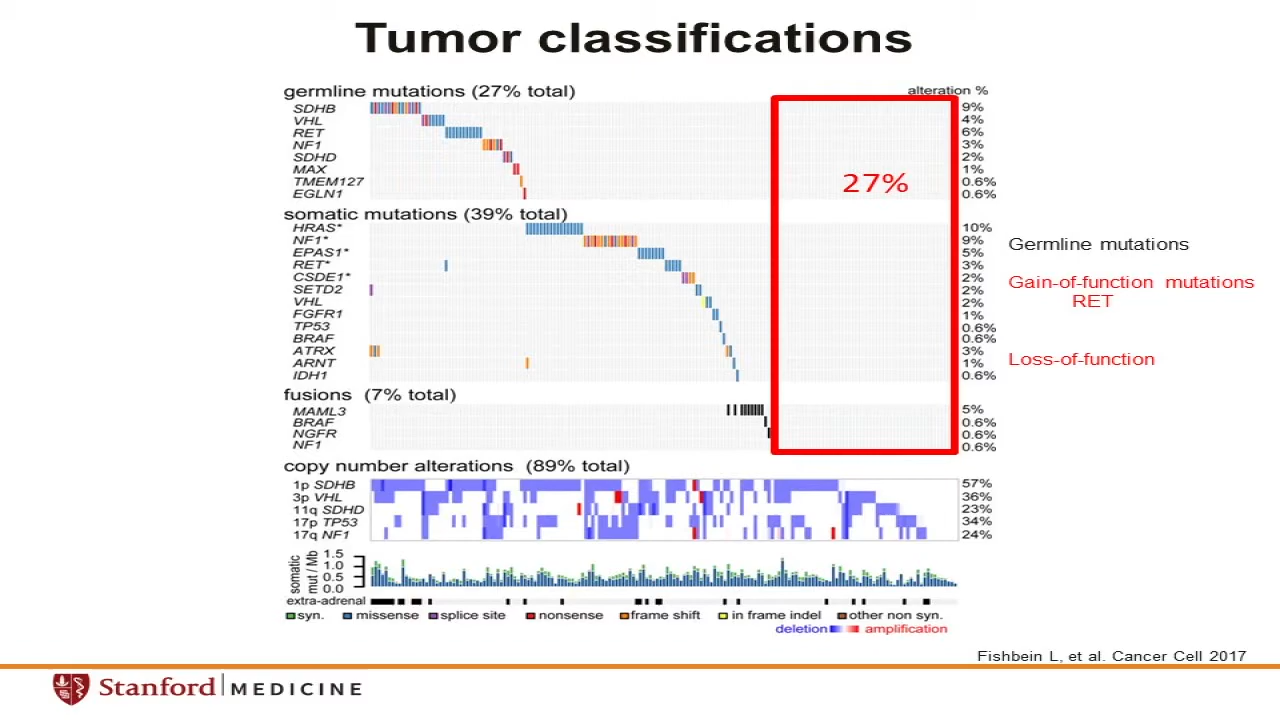 Tumor classifications
germline mutations (27% total)
alteration %
SDHB 9%
VHL 4%
RET 6%
NF1 3%
SDHD 2%
MAX 1%
TMEM127 0.6%
EGLN1 0.6%
27%
somatic mutations (39% total)
HRAS* 10%
NF1* 9%
EPAS1* 5%
RET* 3%
CSDE1* 2%
SETD2 2%
VHL 2%
FGFR1 1%
TP53 0.6%
BRAF 0.6%
ATRX 3%
ARNT 1%
IDH1 0.6%
Germline mutations
Gain-of-function mutations
RET
Loss-of-function
fusions (7% total)
MAML3 5%
BRAF 0.6%
NGFR 0.6%
NF1 0.6%
copy number alterations (89% total)
1p SDHB 57%
3p VHL 36%
11q SDHD 23%
17p TP53 34%
17q NF1 24%
somatic
mut / Mb
1.5
1.0
0.5
0.0
extra-adrenal
syn. missense splice site nonsense frame shift in frame indel other non syn.
deletion amplification
Fishbein L, et al. Cancer Cell 2017
Stanford MEDICINE